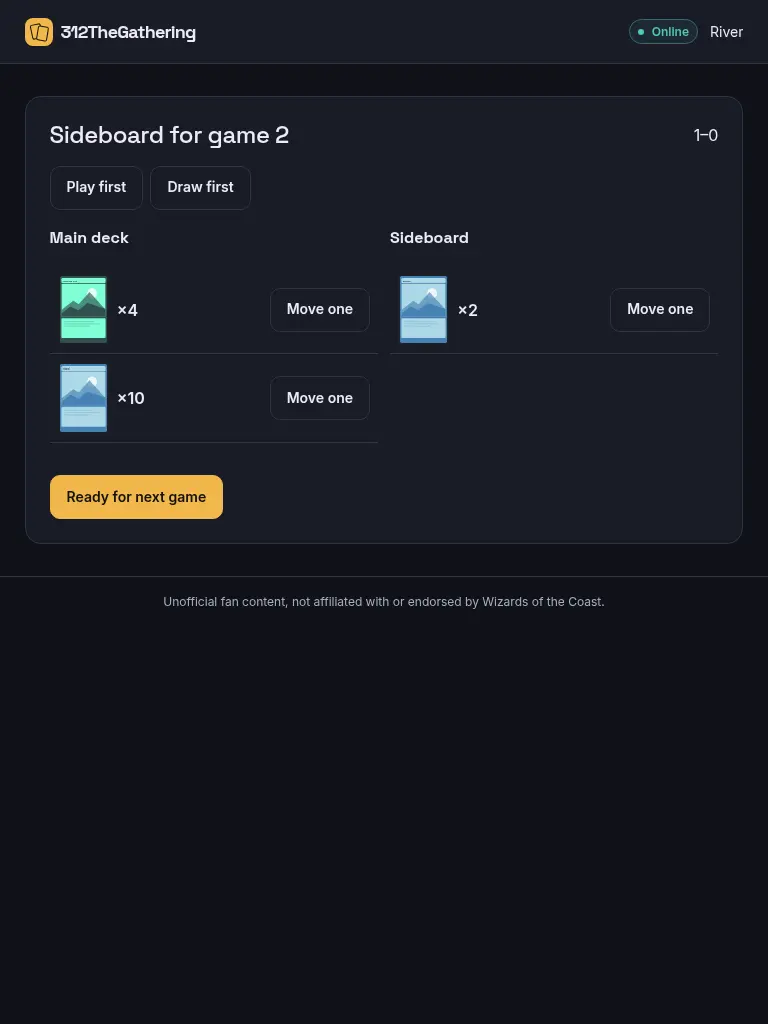 312TheGathering
Online
River
Sideboard for game 2
1–0
Play first
Draw first
Main deck
Sideboard
×4
Move one
×2
Move one
×10
Move one
Ready for next game
Unofficial fan content, not affiliated with or endorsed by Wizards of the Coast.